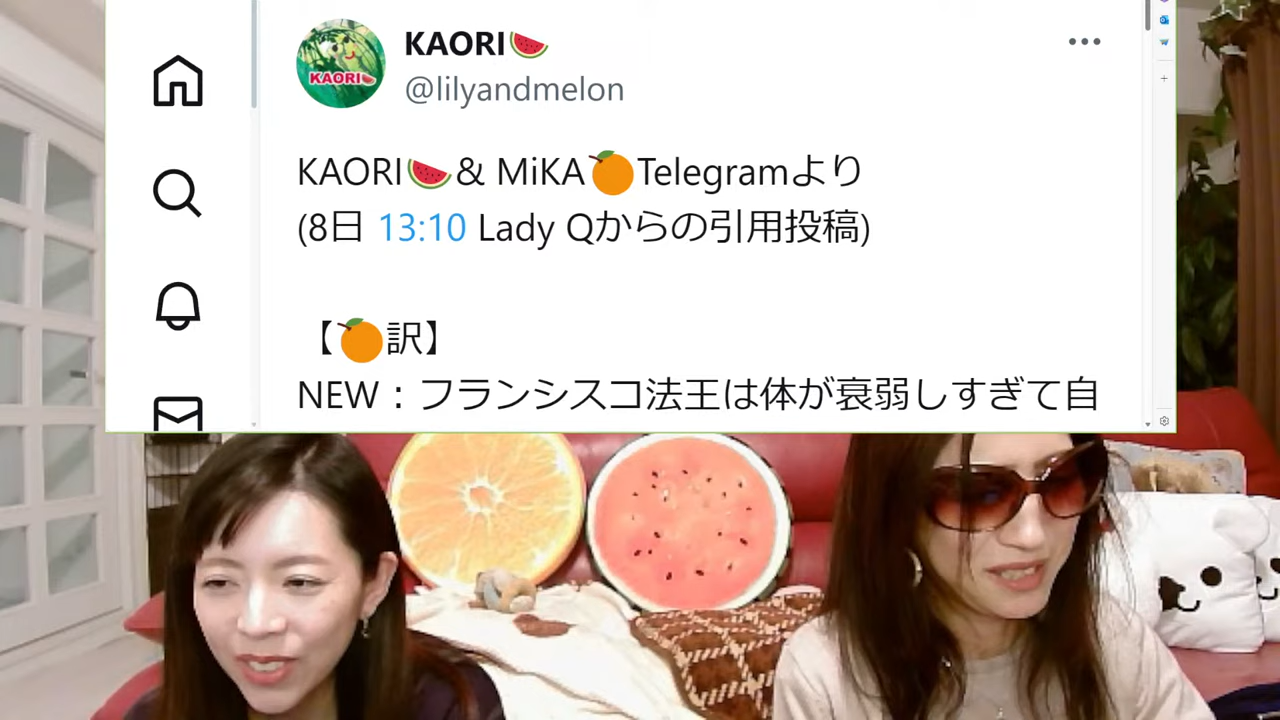 KAORI🍉
KAORI🍉
@lilyandmelon
KAORI🍉& MiKA🍊Telegramより
(8日 13:10 Lady Qからの引用投稿)
【🍊訳】
NEW：フランシスコ法王は体が衰弱しすぎて自